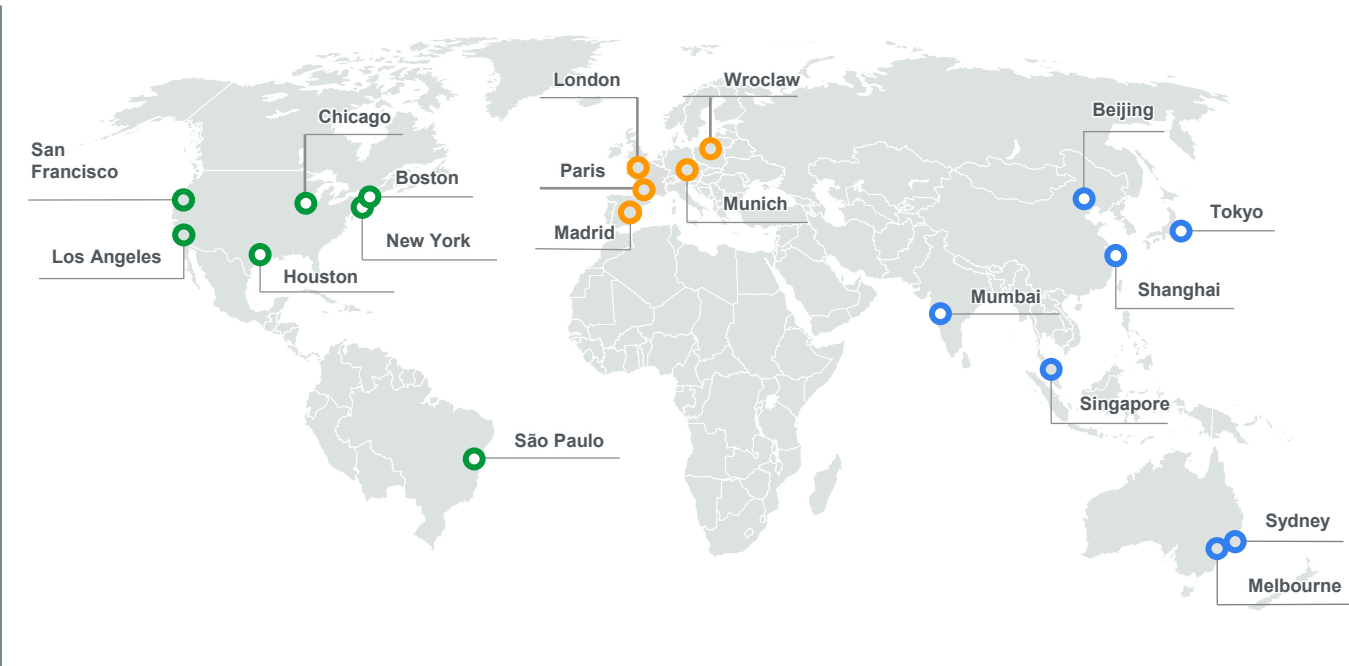 London
Wroclaw
Beijing
Chicago
San
Francisco
Boston
Paris
Munich
Tokyo
Madrid
New York
Los Angeles
Houston
Mumbai
Shanghai
Singapore
São Paulo
Sydney
Melbourne